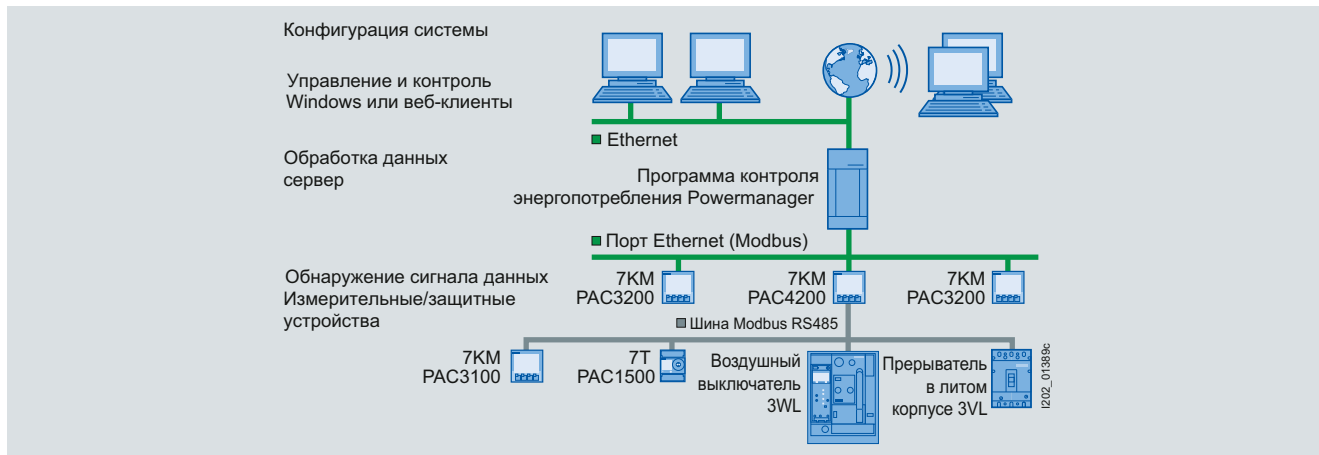 Конфигурация системы
Управление и контроль
Windows или веб-клиенты
Ethernet
Обработка данных
сервер
Программа контроля
энергопотребления Powermanager
Порт Ethernet (Modbus)
Обнаружение сигнала данных
Измерительные/защитные
устройства
7KM
PAC3200
7KM
PAC4200
7KM
PAC3200
Шина Modbus RS485
7KM
PAC3100
7T
PAC1500
Воздушный
выключатель
3WL
Прерыватель
в литом
корпусе 3VL
I202_01389c